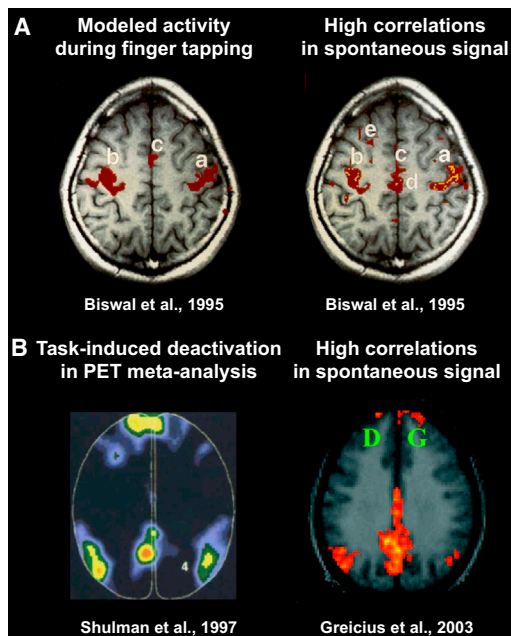 A
Modeled activity
during finger tapping
High correlations
in spontaneous signal
b
c
a
e
b
c
a
d
Biswal et al., 1995
Biswal et al., 1995
B
Task-induced deactivation
in PET meta-analysis
High correlations
in spontaneous signal
D G
4
Shulman et al., 1997
Greicius et al., 2003